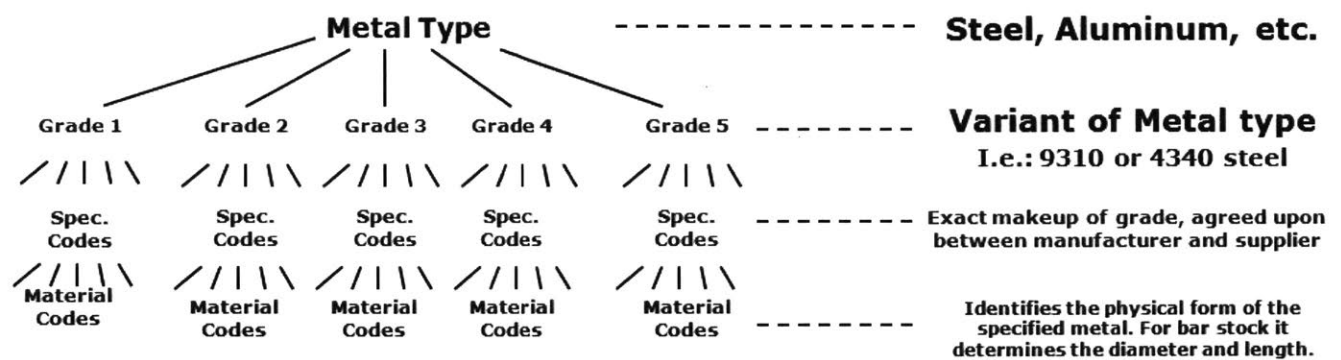 Metal Type
Steel, Aluminum, etc.
Grade 1 Grade 2 Grade 3 Grade 4 Grade 5
Variant of Metal type
I.e.: 9310 or 4340 steel
Spec. Spec. Spec. Spec. Spec.
Codes Codes Codes Codes Codes
Exact makeup of grade, agreed upon
between manufacturer and supplier
Material Material Material Material Material
Codes Codes Codes Codes Codes
Identifies the physical form of the
specified metal. For bar stock it
determines the diameter and length.